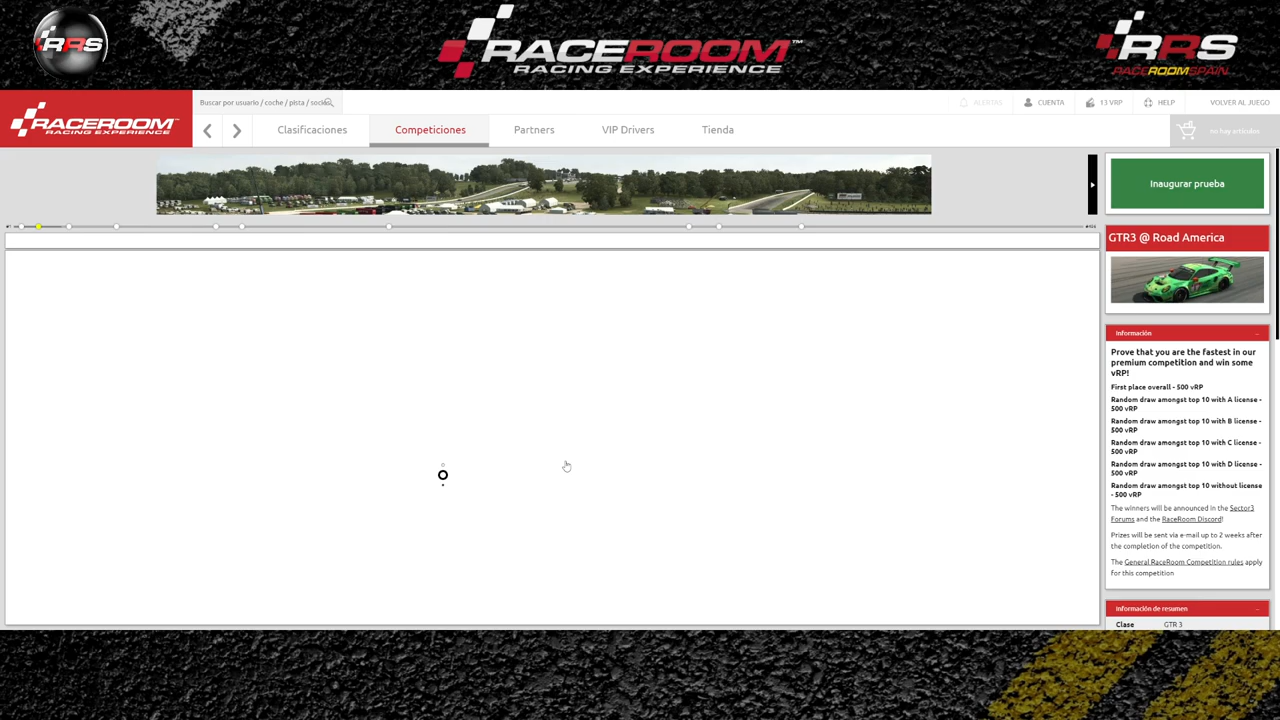 RRS
RACEROOM™
RACING EXPERIENCE
RRS
RACEROOMSPAIN
RACEROOM™
RACING EXPERIENCE
Buscar por usuario / coche / pista / socio
ALERTAS
CUENTA
13 VRP
HELP
VOLVER AL JUEGO
Clasificaciones
Competiciones
Partners
VIP Drivers
Tienda
no hay artículos
Inaugurar prueba
GTR3 @ Road America
Información
Prove that you are the fastest in our
premium competition and win some
vRP!
First place overall - 500 vRP
Random draw amongst top 10 with A license -
500 vRP
Random draw amongst top 10 with B license -
500 vRP
Random draw amongst top 10 with C license -
500 vRP
Random draw amongst top 10 with D license -
500 vRP
Random draw amongst top 10 without license
- 500 vRP
The winners will be announced in the Sector3
Forums and the RaceRoom Discord!
Prizes will be sent via e-mail up to 2 weeks after
the completion of the competition.
The General RaceRoom Competition rules apply
for this competition
Información de resumen
Clase GTR 3